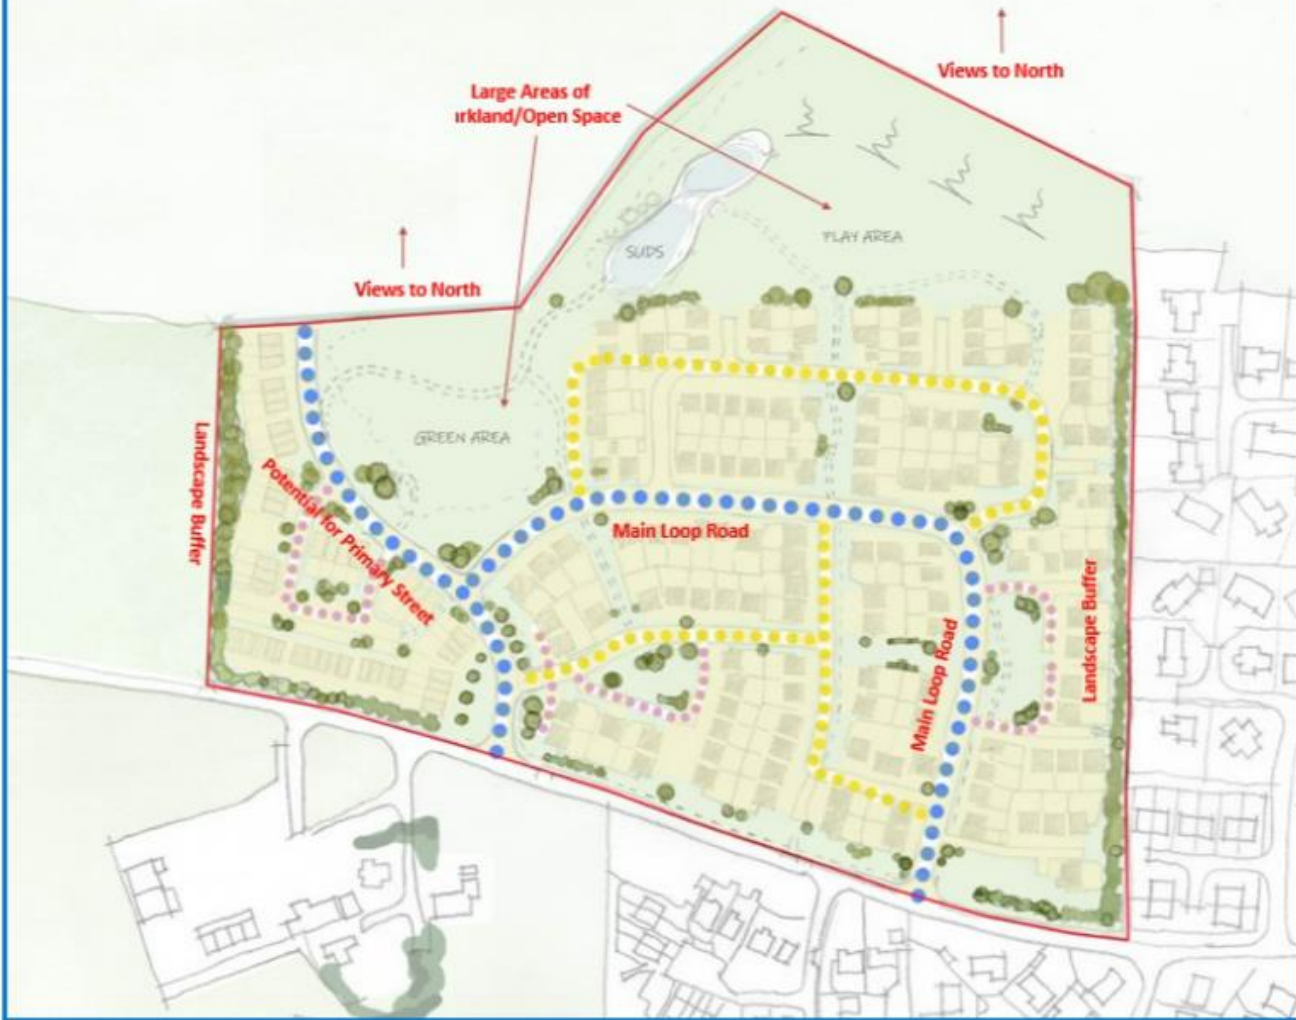 Views to North
Large Areas of
ırkland/Open Space
PLAY AREA
SUDS
Views to North
GREEN AREA
Landscape Buffer
Potential for Primary Street
Main Loop Road
Landscape Buffer
Main Loop Road